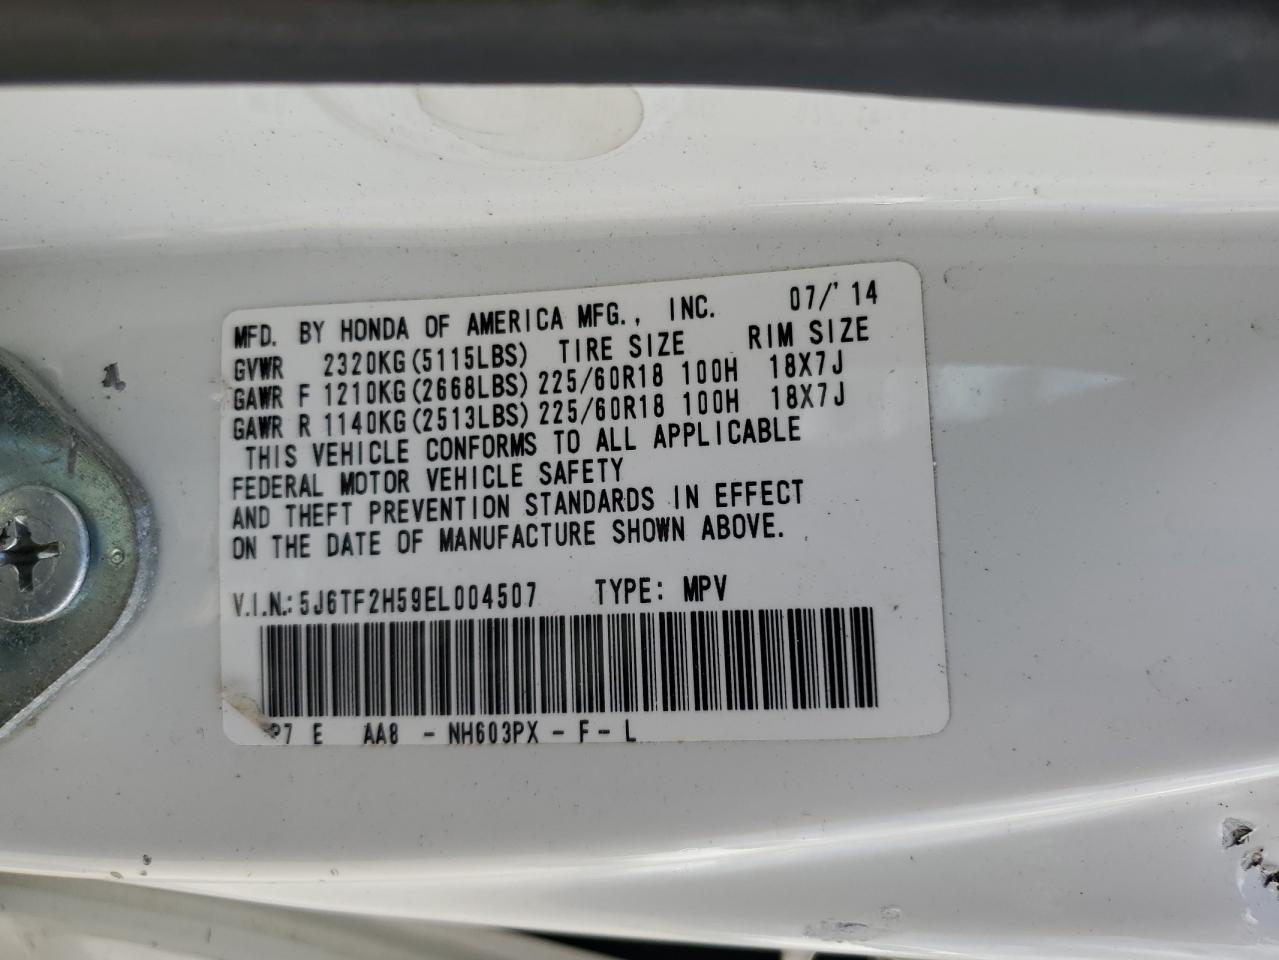 MFD. BY HONDA OF AMERICA MFG., INC. 07/'14
GVWR 2320KG(5115LBS) TIRE SIZE RIM SIZE
GAWR F 1210KG(2668LBS) 225/60R18 100H 18X7J
GAWR R 1140KG(2513LBS) 225/60R18 100H 18X7J
THIS VEHICLE CONFORMS TO ALL APPLICABLE
FEDERAL MOTOR VEHICLE SAFETY
AND THEFT PREVENTION STANDARDS IN EFFECT
ON THE DATE OF MANUFACTURE SHOWN ABOVE.
V.I.N.: 5J6TF2H59EL004507 TYPE: MPV
P7 E AA8 - NH603PX - F - L